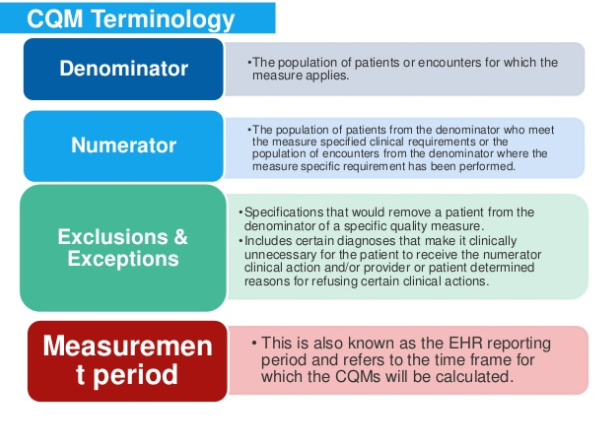 CQM Terminology
Denominator
•The population of patients or encounters for which the
measure applies.
Numerator
•The population of patients from the denominator who meet
the measure specified clinical requirements or the
population of encounters from the denominator where the
measure specific requirement has been performed.
Exclusions &
Exceptions
•Specifications that would remove a patient from the
denominator of a specific quality measure.
•Includes certain diagnoses that make it clinically
unnecessary for the patient to receive the numerator
clinical action and/or provider or patient determined
reasons for refusing certain clinical actions.
Measuremen
t period
• This is also known as the EHR reporting
period and refers to the time frame for
which the CQMs will be calculated.